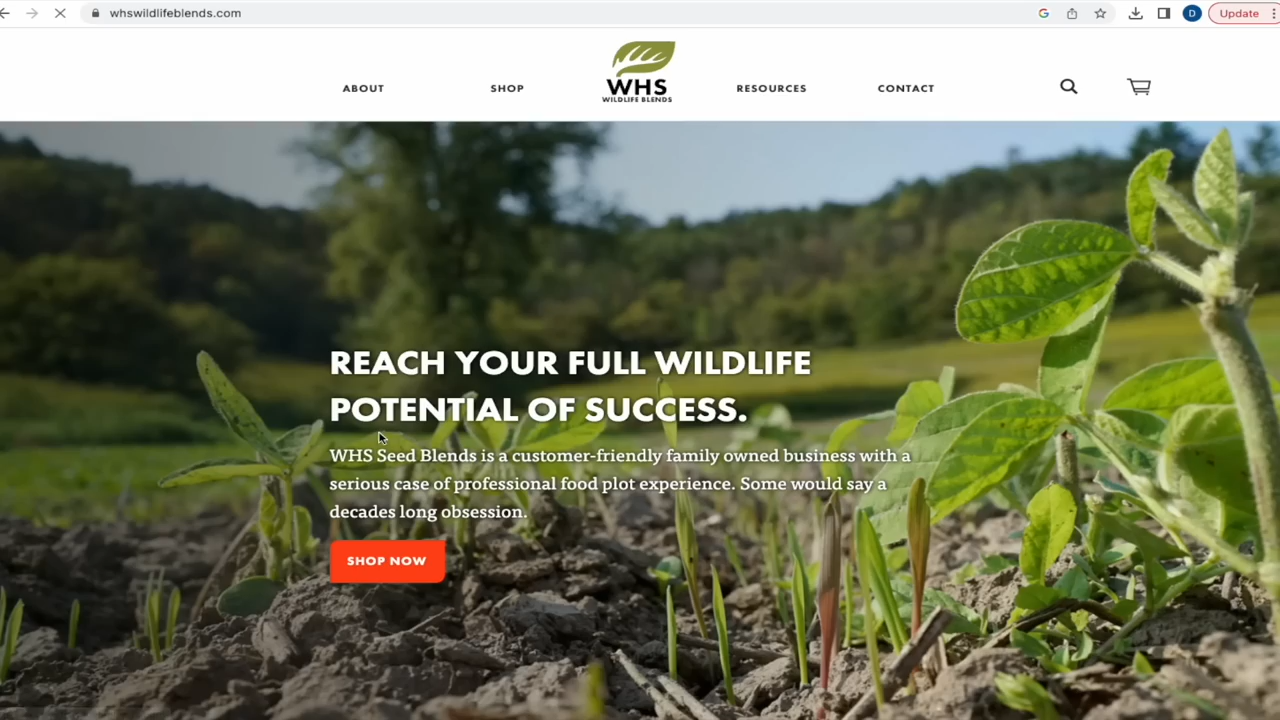 whswildlifeblends.com
D
Update
ABOUT
SHOP
WHS
WILDLIFE BLENDS
RESOURCES
CONTACT
REACH YOUR FULL WILDLIFE
POTENTIAL OF SUCCESS.
WHS Seed Blends is a customer-friendly family owned business with a
serious case of professional food plot experience. Some would say a
decades long obsession.
SHOP NOW